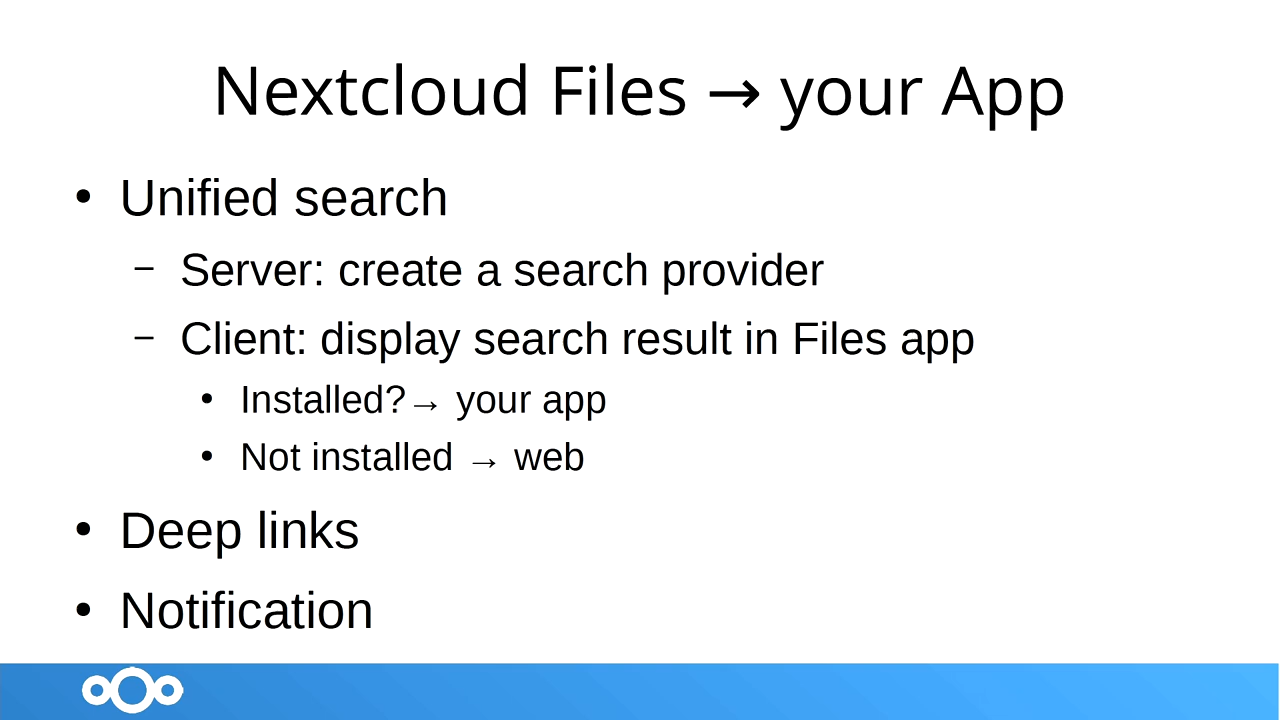 Nextcloud Files → your App
• Unified search
– Server: create a search provider
– Client: display search result in Files app
• Installed?→ your app
• Not installed → web
• Deep links
• Notification